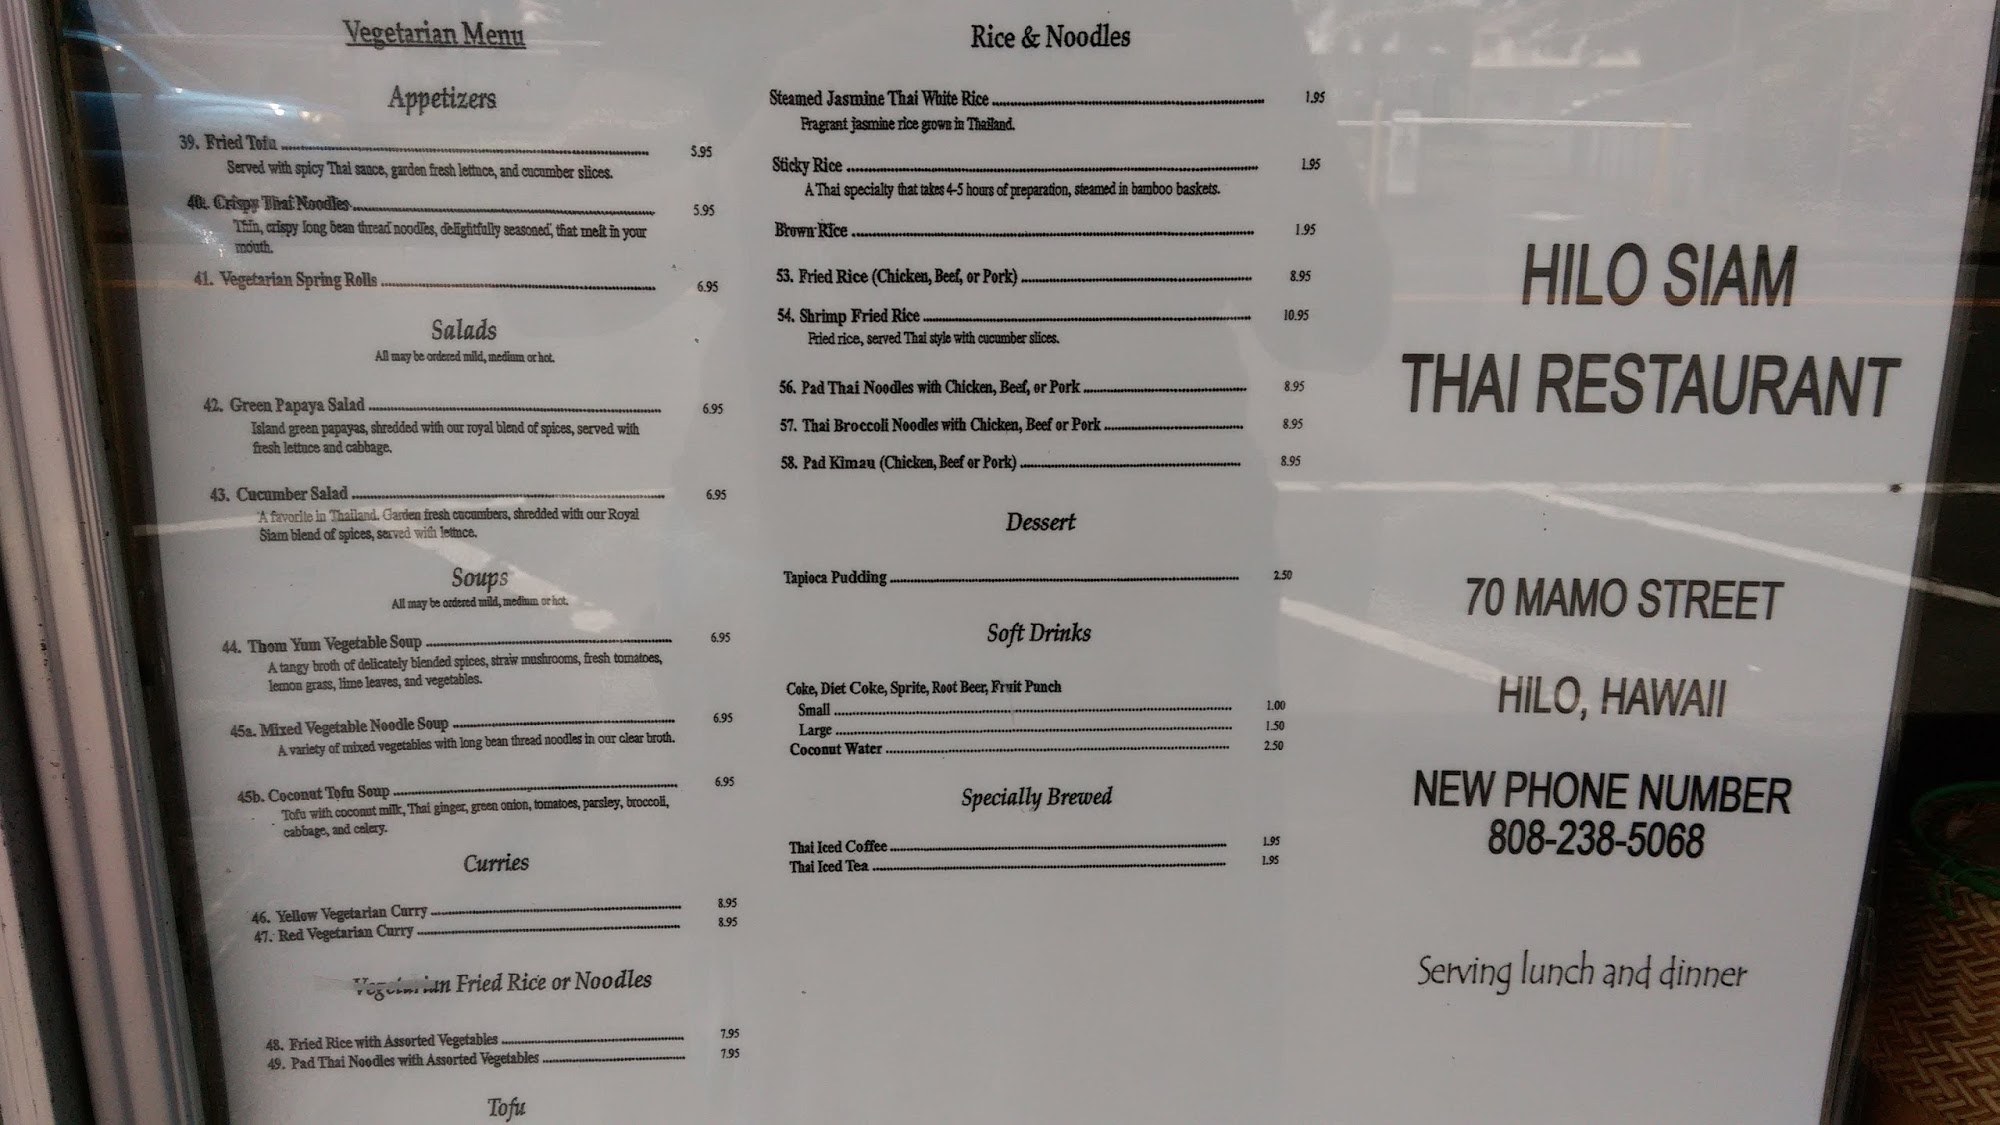 Vegetarian Menu
Appetizers
39. Fried Tofu 5.95
Served with spicy Thai sauce, garden fresh lettuce, and cucumber slices.
40. Crispy Thai Noodles 5.95
Thin, crispy long bean thread noodles, delightfully seasoned, that melt in your
mouth.
41. Vegetarian Spring Rolls 6.95
Salads
All may be ordered mild, medium or hot.
42. Green Papaya Salad 6.95
Island green papayas, shredded with our royal blend of spices, served with
fresh lettuce and cabbage.
43. Cucumber Salad 6.95
A favorite in Thailand. Garden fresh cucumbers, shredded with our Royal
Siam blend of spices, served with lettuce.
Soups
All may be ordered mild, medium or hot.
44. Thom Yum Vegetable Soup 6.95
A tangy broth of delicately blended spices, straw mushrooms, fresh tomatoes,
lemon grass, lime leaves, and vegetables.
45a. Mixed Vegetable Noodle Soup 6.95
A variety of mixed vegetables with long bean thread noodles in our clear broth.
45b. Coconut Tofu Soup 6.95
Tofu with coconut milk, Thai ginger, green onion, tomatoes, parsley, broccoli,
cabbage, and celery.
Curries
46. Yellow Vegetarian Curry 8.95
47. Red Vegetarian Curry 8.95
Vegetarian Fried Rice or Noodles
48. Fried Rice with Assorted Vegetables 7.95
49. Pad Thai Noodles with Assorted Vegetables 7.95
Tofu
Rice & Noodles
Steamed Jasmine Thai White Rice 1.95
Fragrant jasmine rice grown in Thailand.
Sticky Rice 1.95
A Thai specialty that takes 4-5 hours of preparation, steamed in bamboo baskets.
Brown Rice 1.95
53. Fried Rice (Chicken, Beef, or Pork) 8.95
54. Shrimp Fried Rice 10.95
Fried rice, served Thai style with cucumber slices.
56. Pad Thai Noodles with Chicken, Beef, or Pork 8.95
57. Thai Broccoli Noodles with Chicken, Beef or Pork 8.95
58. Pad Kimau (Chicken, Beef or Pork) 8.95
Dessert
Tapioca Pudding 2.50
Soft Drinks
Coke, Diet Coke, Sprite, Root Beer, Fruit Punch
Small 1.00
Large 1.50
Coconut Water 2.50
Specially Brewed
Thai Iced Coffee 1.95
Thai Iced Tea 1.95
HILO SIAM
THAI RESTAURANT
70 MAMO STREET
HILO, HAWAII
NEW PHONE NUMBER
808-238-5068
Serving lunch and dinner